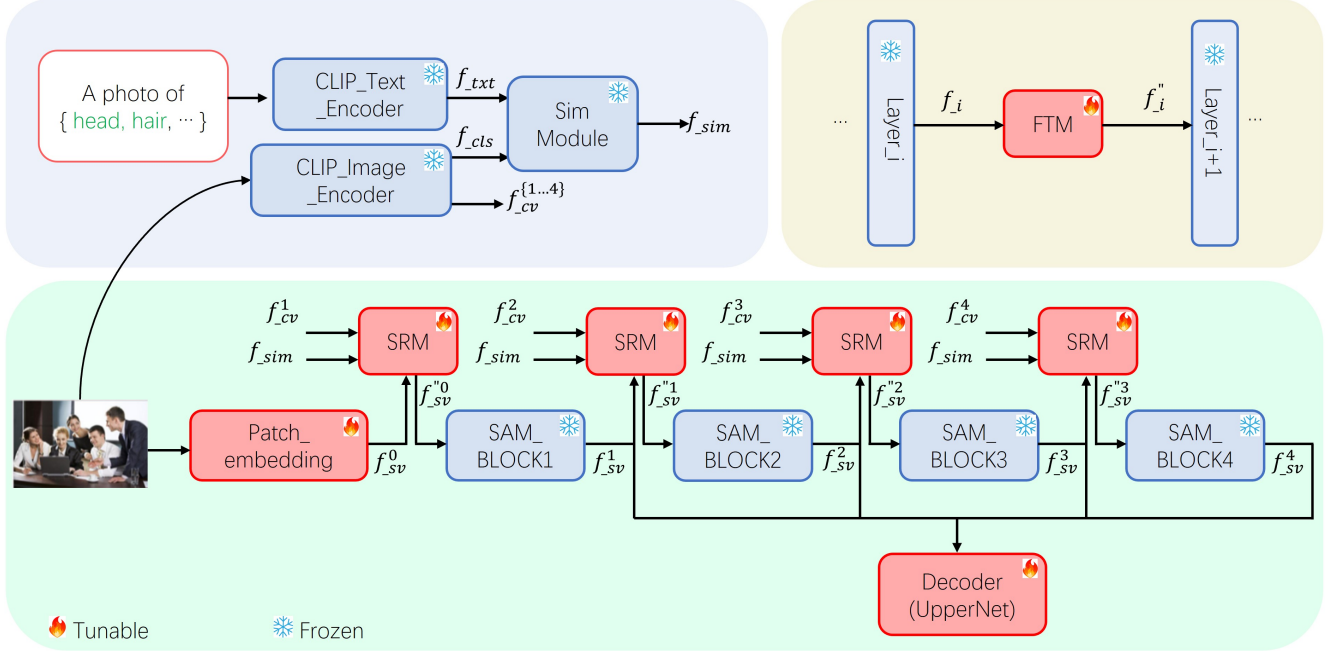 A photo of
{ head, hair, ··· }
CLIP_Text
_Encoder
f_txt
Sim
Module
f_sim
f_cls
CLIP_Image
_Encoder
f_cv^{1...4}
...
Layer_i
f_i
FTM
f_i^"
Layer_i+1
...
f_cv^1
f_sim
SRM
f_cv^2
f_sim
SRM
f_cv^3
f_sim
SRM
f_cv^4
f_sim
SRM
f_sv^"0
f_sv^"1
f_sv^"2
f_sv^"3
Patch_
embedding
f_sv^0
SAM_
BLOCK1
f_sv^1
SAM_
BLOCK2
f_sv^2
SAM_
BLOCK3
f_sv^3
SAM_
BLOCK4
f_sv^4
Decoder
(UpperNet)
Tunable
Frozen